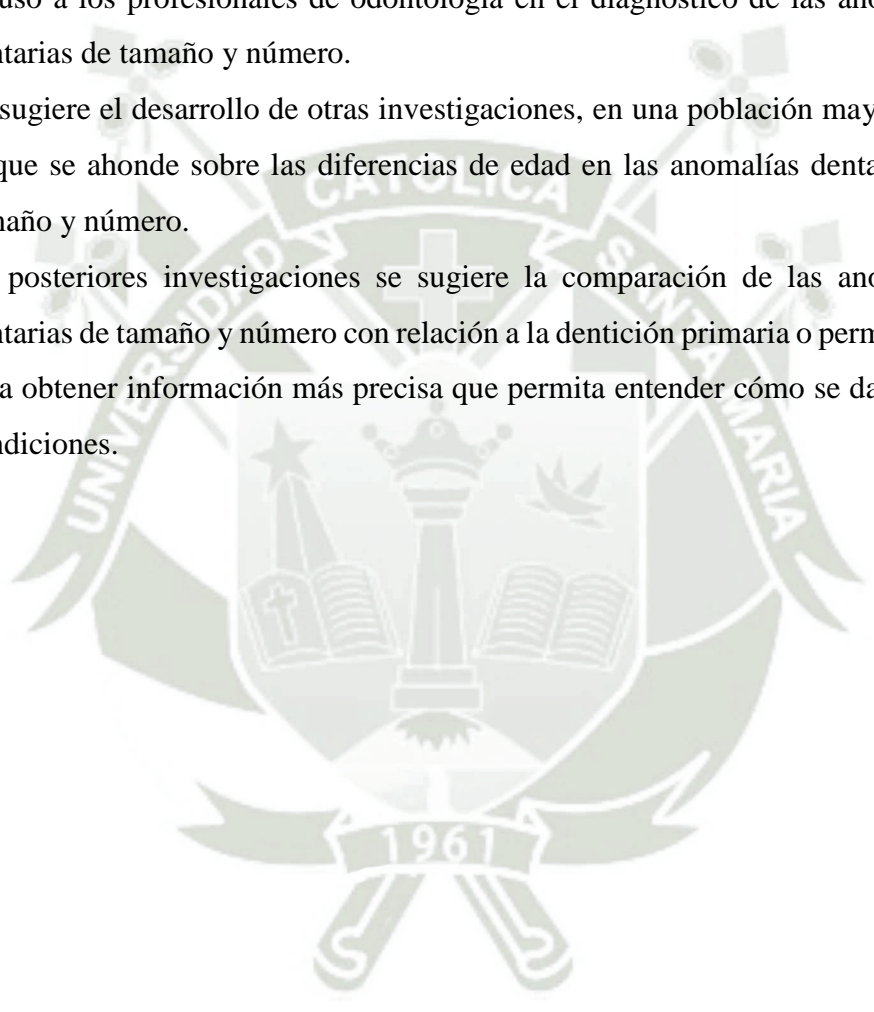 uso a los profesionales de odontología en el diagnóstico de las ano
ntarias de tamaño y número.
sugiere el desarrollo de otras investigaciones, en una población may
que se ahonde sobre las diferencias de edad en las anomalías denta
maño y número.
posteriores investigaciones se sugiere la comparación de las ano
ntarias de tamaño y número con relación a la dentición primaria o perm
a obtener información más precisa que permita entender cómo se da
ndiciones.
UNIVERSIDAD CATOLICA SANTA MARIA
1961